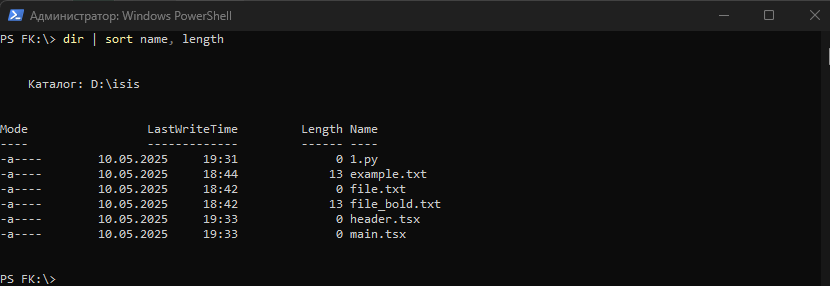 Администратор: Windows PowerShell
PS FK:\> dir | sort name, length
Каталог: D:\isis
Mode LastWriteTime Length Name
---- ------------- ------ ----
-a---- 10.05.2025 19:31 0 1.py
-a---- 10.05.2025 18:44 13 example.txt
-a---- 10.05.2025 18:42 0 file.txt
-a---- 10.05.2025 18:42 13 file_bold.txt
-a---- 10.05.2025 19:33 0 header.tsx
-a---- 10.05.2025 19:33 0 main.tsx
PS FK:\>